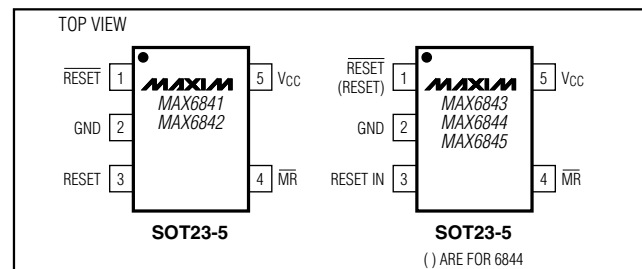 TOP VIEW
RESET 1
GND 2
RESET 3
MAXIM
MAX6841
MAX6842
5 VCC
4 MR
SOT23-5
RESET
(RESET) 1
GND 2
RESET IN 3
MAXIM
MAX6843
MAX6844
MAX6845
5 VCC
4 MR
SOT23-5
( ) ARE FOR 6844